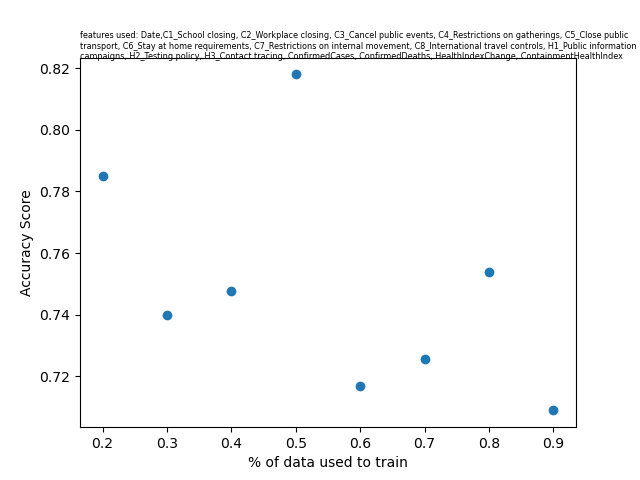 features used: Date,C1_School closing, C2_Workplace closing, C3_Cancel public events, C4_Restrictions on gatherings, C5_Close public
transport, C6_Stay at home requirements, C7_Restrictions on internal movement, C8_International travel controls, H1_Public information
campaigns, H2_Testing policy, H3_Contact tracing, ConfirmedCases, ConfirmedDeaths, HealthIndexChange, ContainmentHealthIndex
0.82
0.80
0.78
0.76
0.74
0.72
Accuracy Score
0.2 0.3 0.4 0.5 0.6 0.7 0.8 0.9
% of data used to train